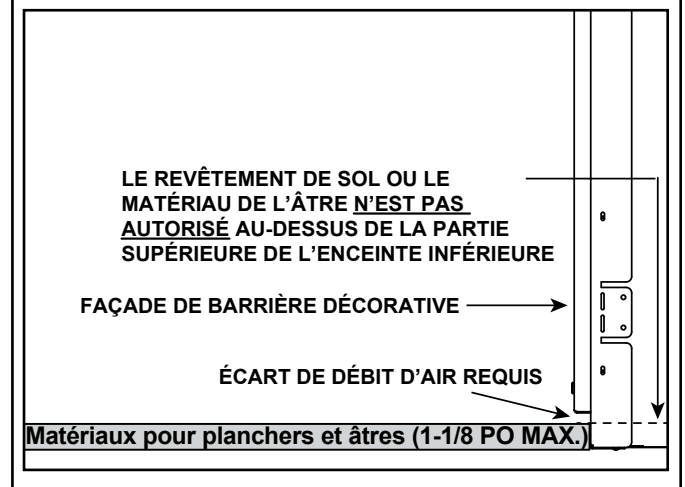 LE REVÊTEMENT DE SOL OU LE
MATÉRIAU DE L’ÂTRE N’EST PAS
AUTORISÉ AU-DESSUS DE LA PARTIE
SUPÉRIEURE DE L’ENCEINTE INFÉRIEURE
FAÇADE DE BARRIÈRE DÉCORATIVE
ÉCART DE DÉBIT D’AIR REQUIS
Matériaux pour planchers et âtres (1-1/8 PO MAX.)